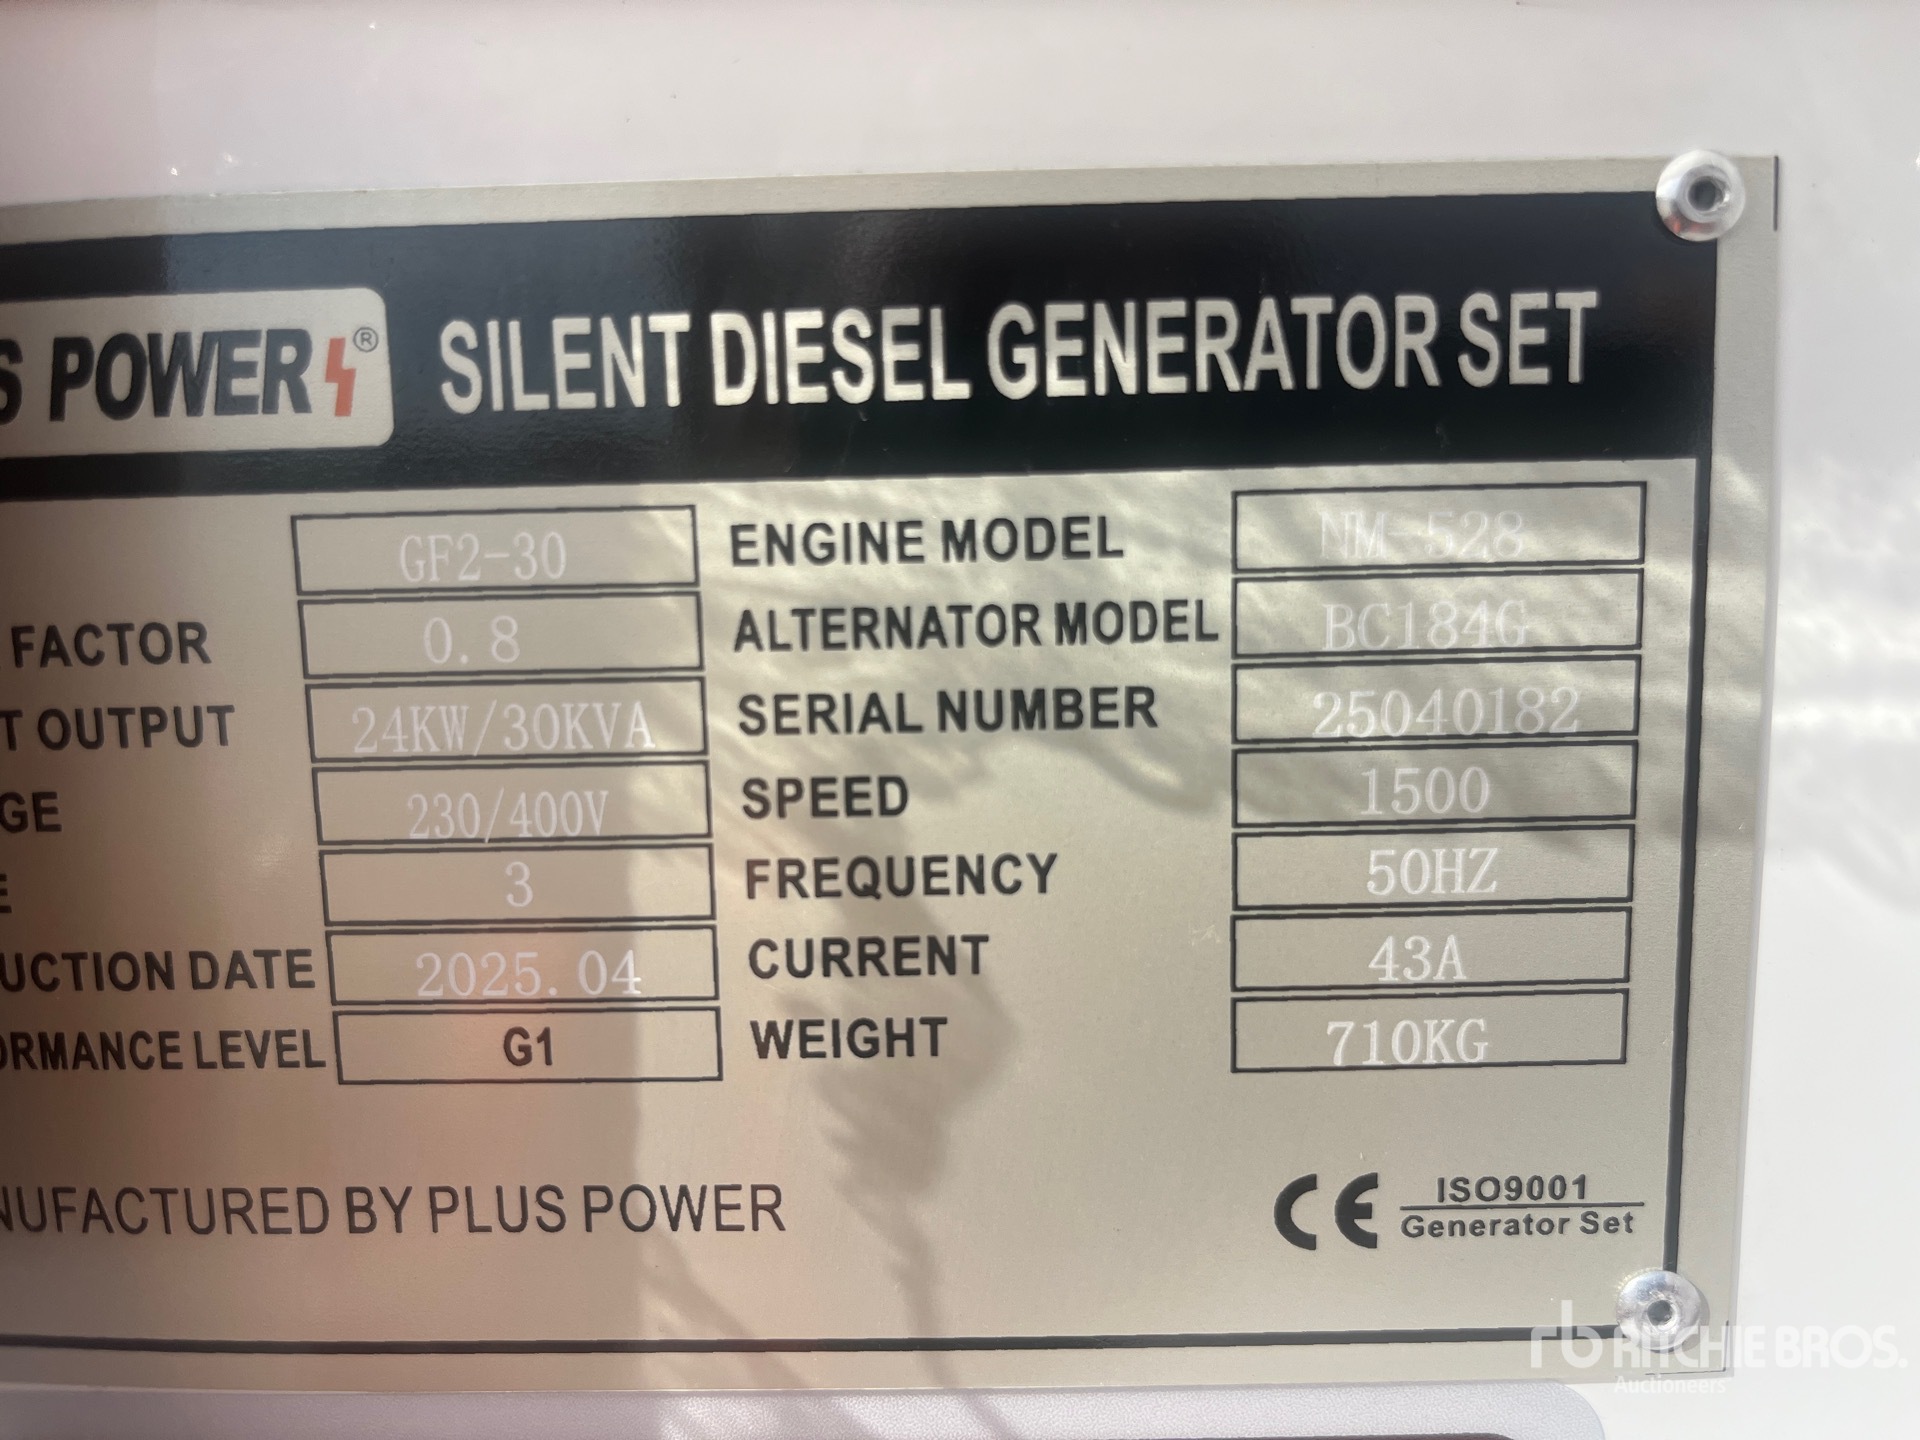 S POWER ®
SILENT DIESEL GENERATOR SET
GF2-30
ENGINE MODEL NM-528
FACTOR 0.8
ALTERNATOR MODEL BC184G
T OUTPUT 24KW/30KVA
SERIAL NUMBER 25040182
GE 230/400V
SPEED 1500
E 3
FREQUENCY 50HZ
UCTION DATE 2025.04
CURRENT 43A
ORMANCE LEVEL G1
WEIGHT 710KG
NUFACTURED BY PLUS POWER
CE ISO9001
Generator Set
rb RITCHIE BROS.
Auctioneers